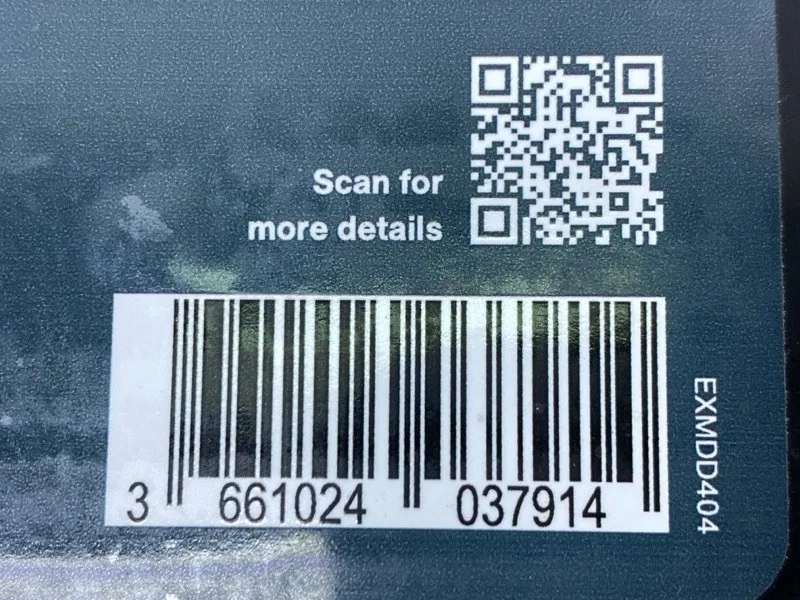 Scan for
more details
3 661024 037914
EXMDD404